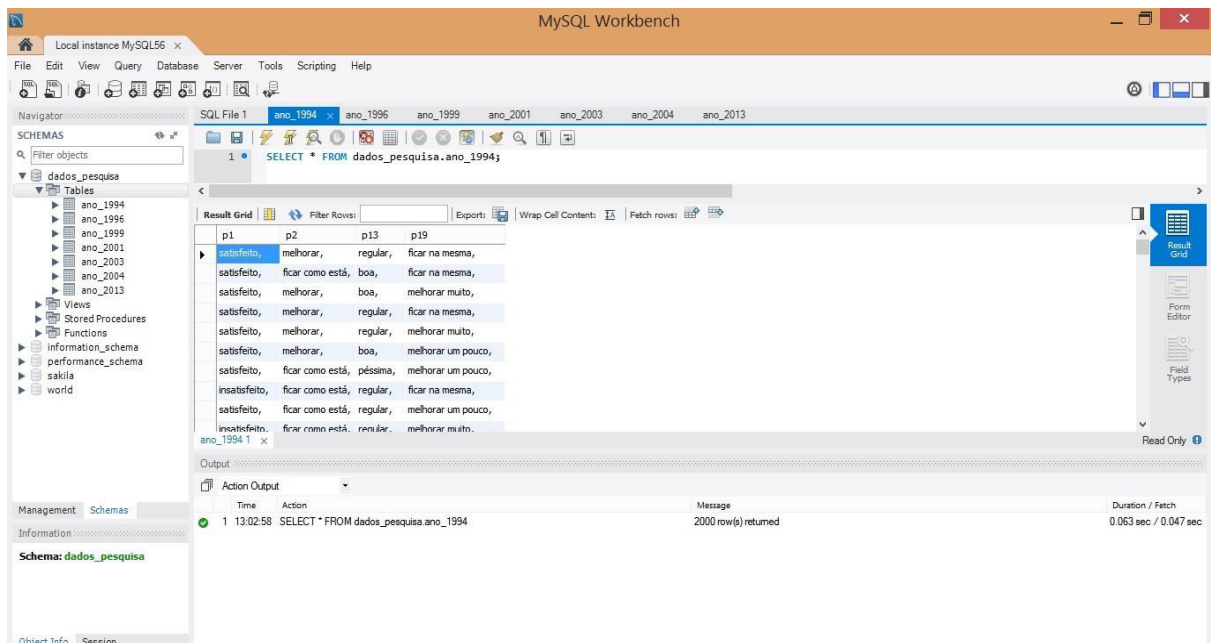 MySQL Workbench
Local instance MySQL56
File Edit View Query Database Server Tools Scripting Help
Navigator
SCHEMAS
Filter objects
dados_pesquisa
Tables
ano_1994
ano_1996
ano_1999
ano_2001
ano_2003
ano_2004
ano_2013
Views
Stored Procedures
Functions
information_schema
performance_schema
sakila
world
Management Schemas
Information
Schema: dados_pesquisa
Object Info Session
SQL File 1 ano_1994 ano_1996 ano_1999 ano_2001 ano_2003 ano_2004 ano_2013
1 SELECT * FROM dados_pesquisa.ano_1994;
Result Grid Filter Rows: Export: Wrap Cell Content: Fetch rows:
p1 p2 p13 p19
satisfeito, melhorar, regular, ficar na mesma,
satisfeito, ficar como está, boa, ficar na mesma,
satisfeito, melhorar, boa, melhorar muito,
satisfeito, melhorar, regular, ficar na mesma,
satisfeito, melhorar, regular, melhorar muito,
satisfeito, melhorar, boa, melhorar um pouco,
satisfeito, ficar como está, péssima, melhorar um pouco,
insatisfeito, ficar como está, regular, ficar na mesma,
satisfeito, ficar como está, regular, melhorar um pouco,
insatisfeito, ficar como está, regular, melhorar muito,
Result
Grid
Form
Editor
Field
Types
ano_1994 1
Read Only
Output
Action Output
Time Action Message Duration / Fetch
1 13:02:58 SELECT * FROM dados_pesquisa.ano_1994 2000 row(s) returned 0.063 sec / 0.047 sec